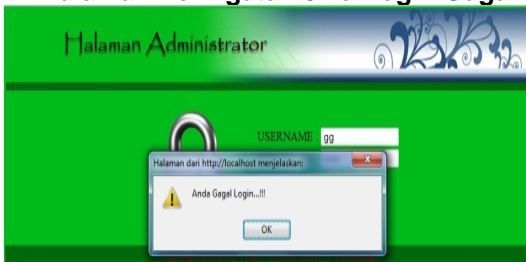 Halaman Administrator
USERNAME gg
Halaman dari http://localhost menjelaskan:
Anda Gagal Login...!!!
OK